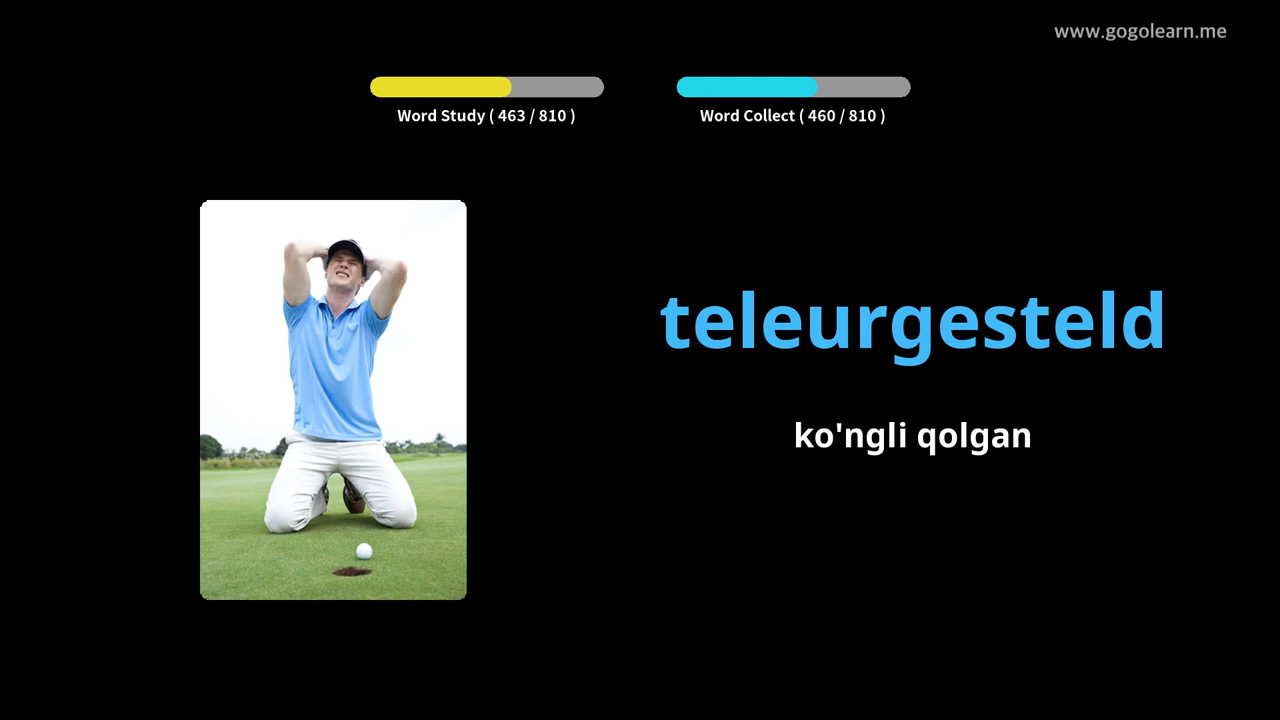 www.gogolearn.me
Word Study ( 463 / 810 )
Word Collect ( 460 / 810 )
teleurgesteld
ko'ngli qolgan